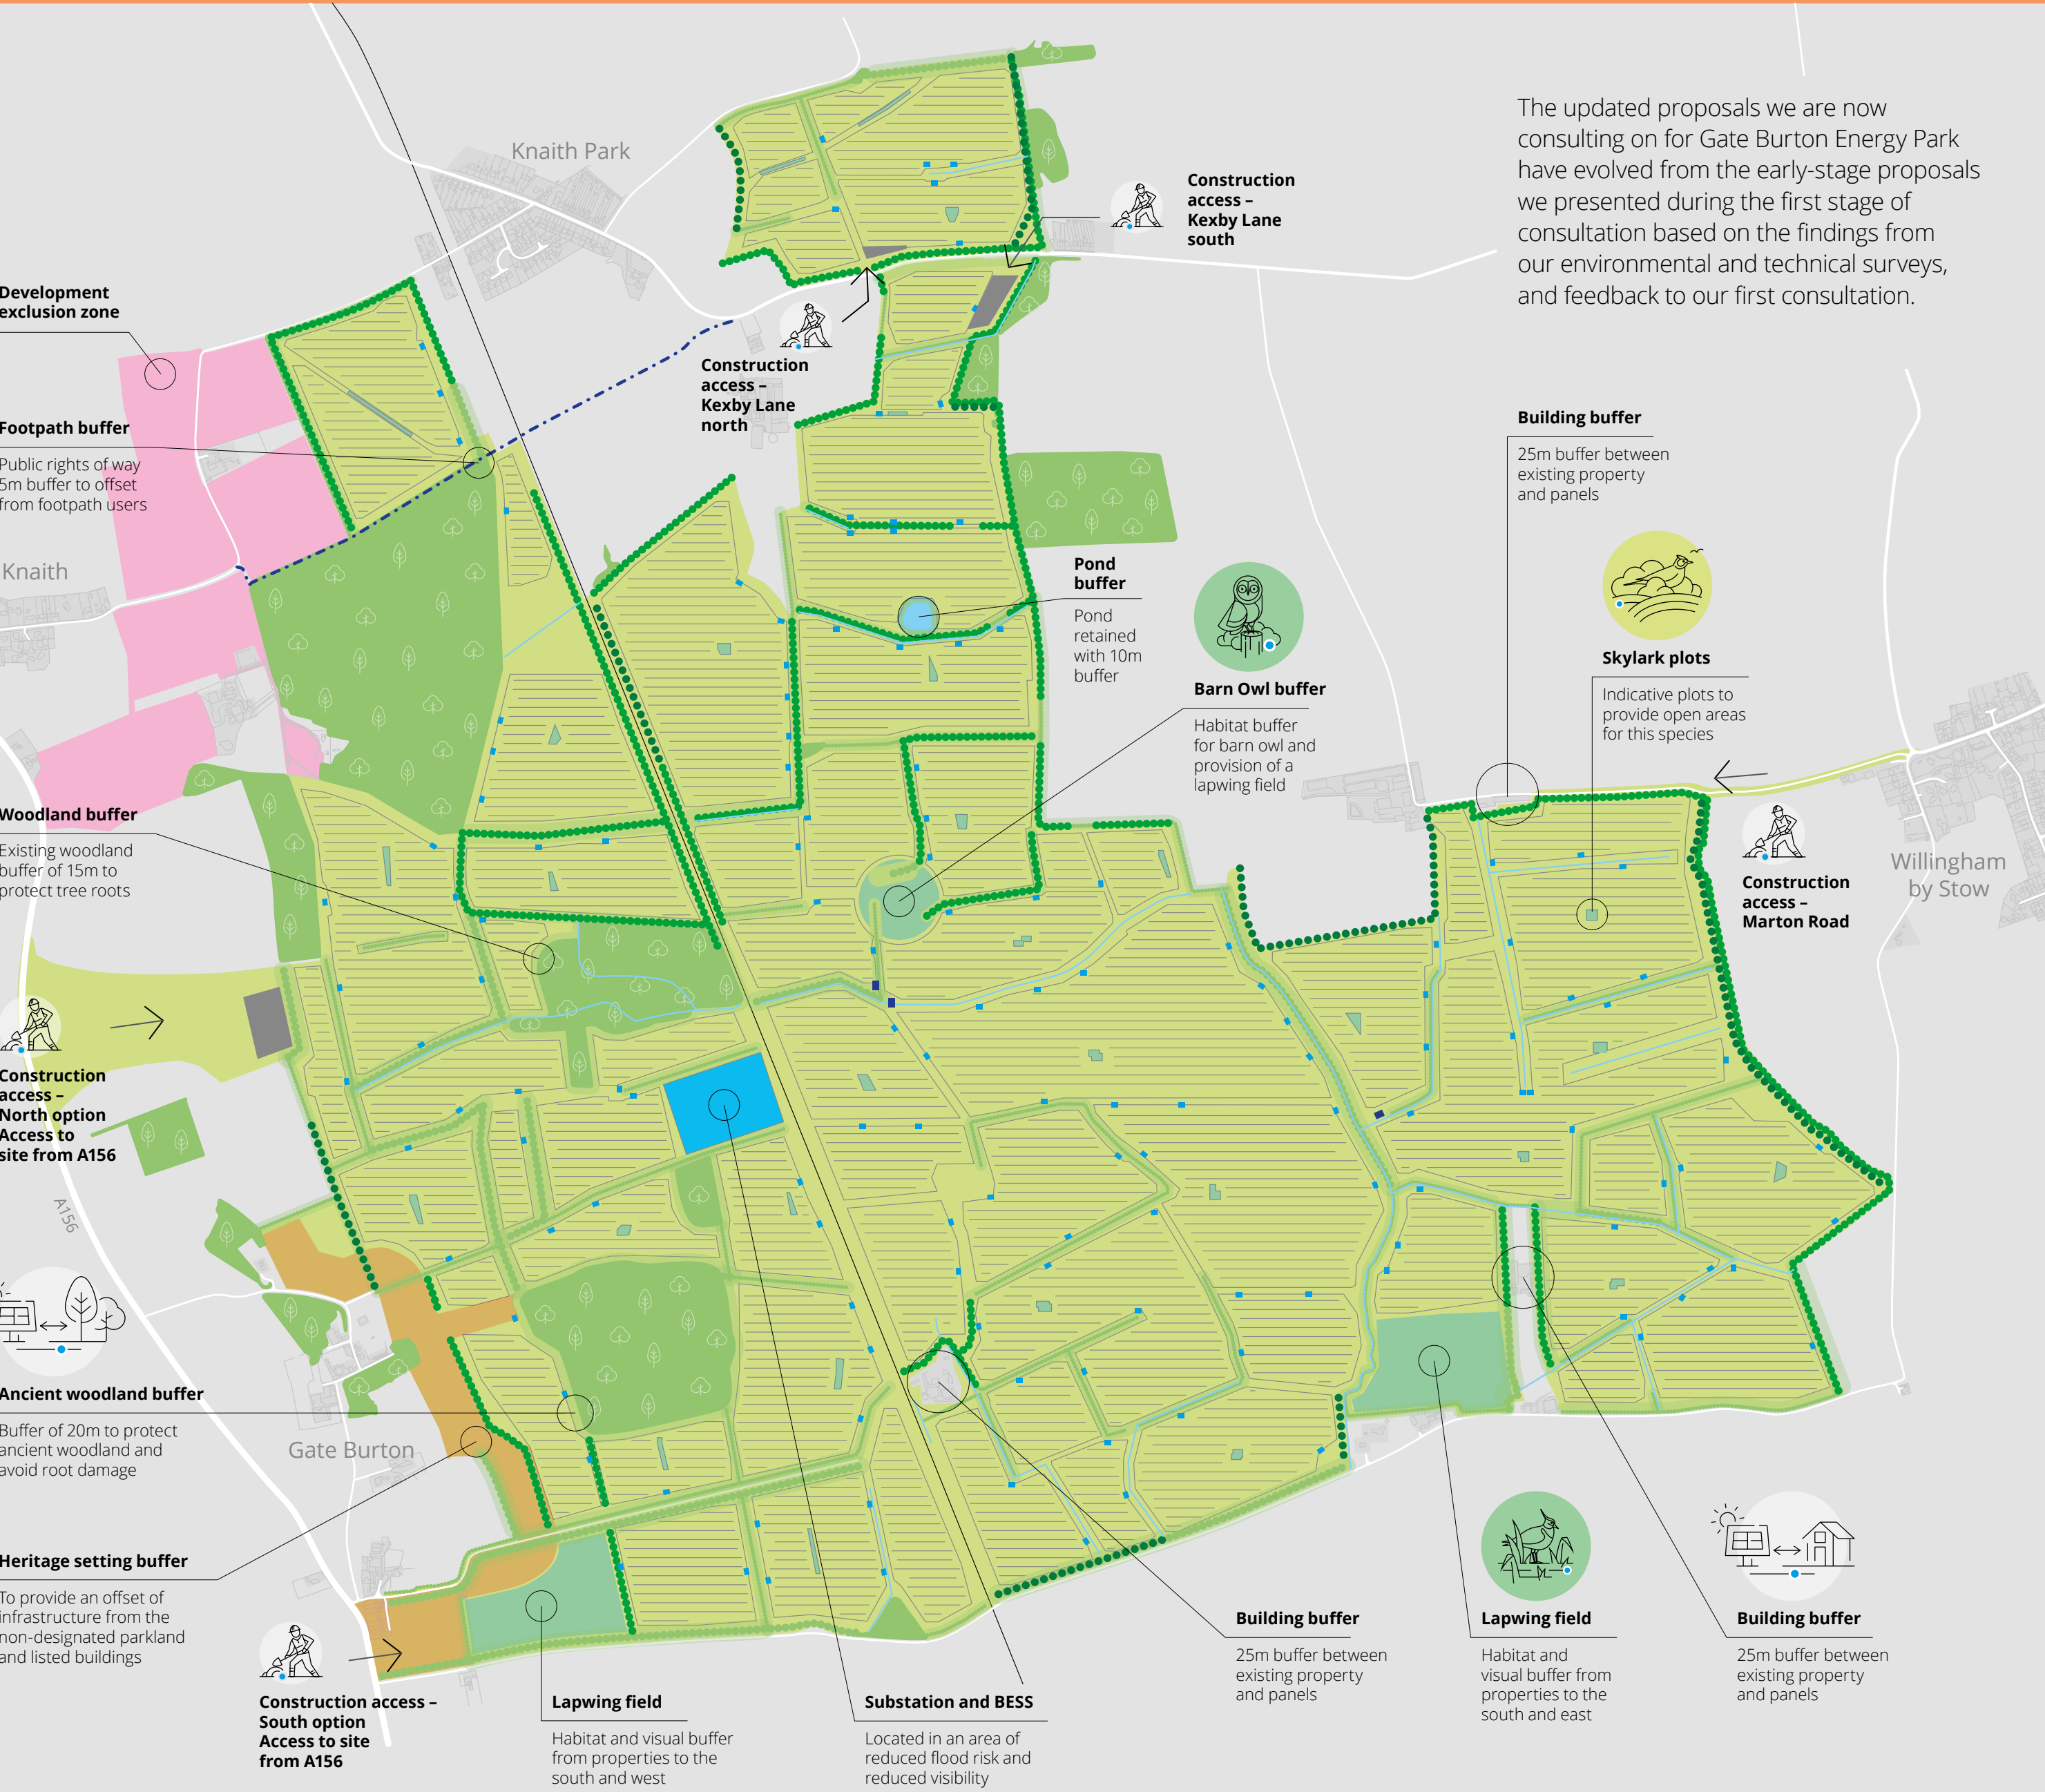 The updated proposals we are now
consulting on for Gate Burton Energy Park
have evolved from the early-stage proposals
we presented during the first stage of
consultation based on the findings from
our environmental and technical surveys,
and feedback to our first consultation.
Knaith Park
Construction
access –
Kexby Lane
south
Development
exclusion zone
Construction
access –
Kexby Lane
north
Footpath buffer
Public rights of way
5m buffer to offset
from footpath users
Building buffer
25m buffer between
existing property
and panels
Knaith
Pond
buffer
Pond
retained
with 10m
buffer
Barn Owl buffer
Habitat buffer
for barn owl and
provision of a
lapwing field
Skylark plots
Indicative plots to
provide open areas
for this species
Woodland buffer
Existing woodland
buffer of 15m to
protect tree roots
Willingham
by Stow
Construction
access –
Marton Road
Construction
access –
North option
Access to
site from A156
A156
Ancient woodland buffer
Buffer of 20m to protect
ancient woodland and
avoid root damage
Gate Burton
Heritage setting buffer
To provide an offset of
infrastructure from the
non-designated parkland
and listed buildings
Construction access –
South option
Access to site
from A156
Lapwing field
Habitat and visual buffer
from properties to the
south and west
Substation and BESS
Located in an area of
reduced flood risk and
reduced visibility
Building buffer
25m buffer between
existing property
and panels
Lapwing field
Habitat and
visual buffer from
properties to the
south and east
Building buffer
25m buffer between
existing property
and panels